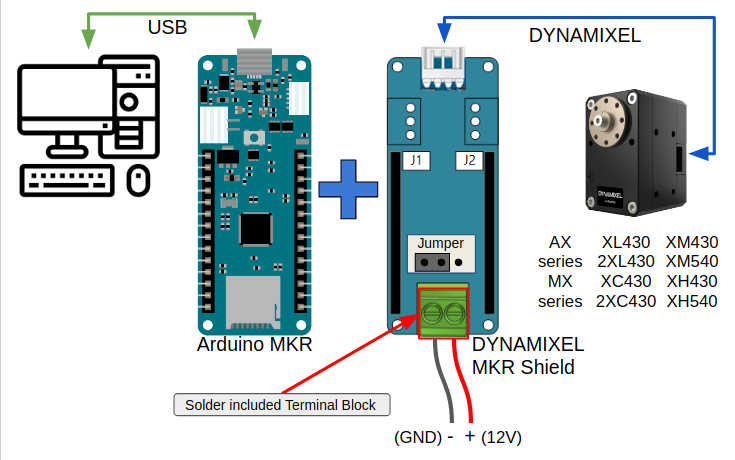 USB
DYNAMIXEL
J1
J2
Jumper
DYNAMIXEL
AX XL430 XM430
series 2XL430 XM540
MX XC430 XH430
series 2XC430 XH540
Arduino MKR
DYNAMIXEL
MKR Shield
Solder included Terminal Block
(GND) - + (12V)